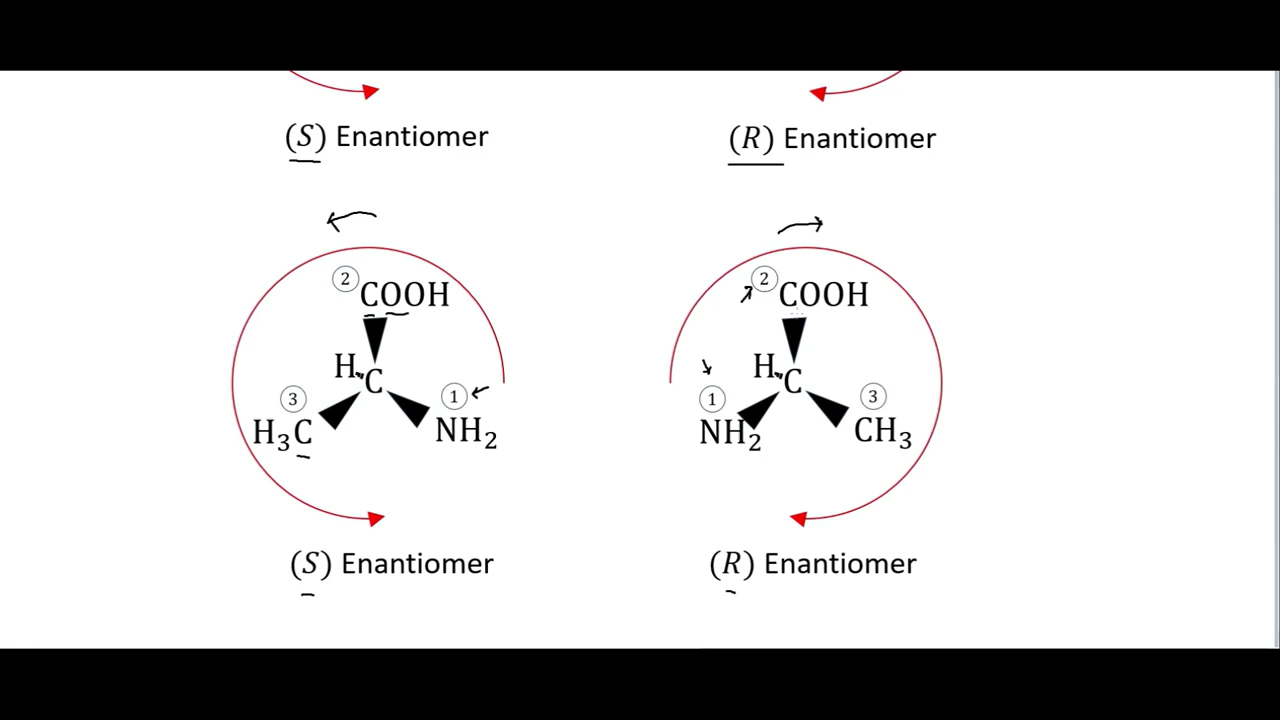 (S) Enantiomer
(R) Enantiomer
② COOH
H C
③ ①
H₃C NH₂
② COOH
H C
① ③
NH₂ CH₃
(S) Enantiomer
(R) Enantiomer